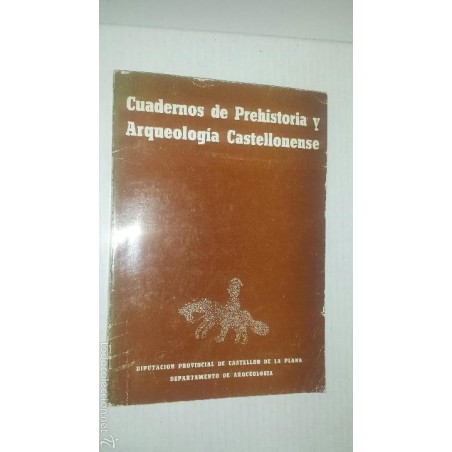 Cuadernos de Prehistoria Y
Arqueología Castellonense
DIPUTACION PROVINCIAL DE CASTELLON DE LA PLANA
DEPARTAMENTO DE ARQUEOLOGIA